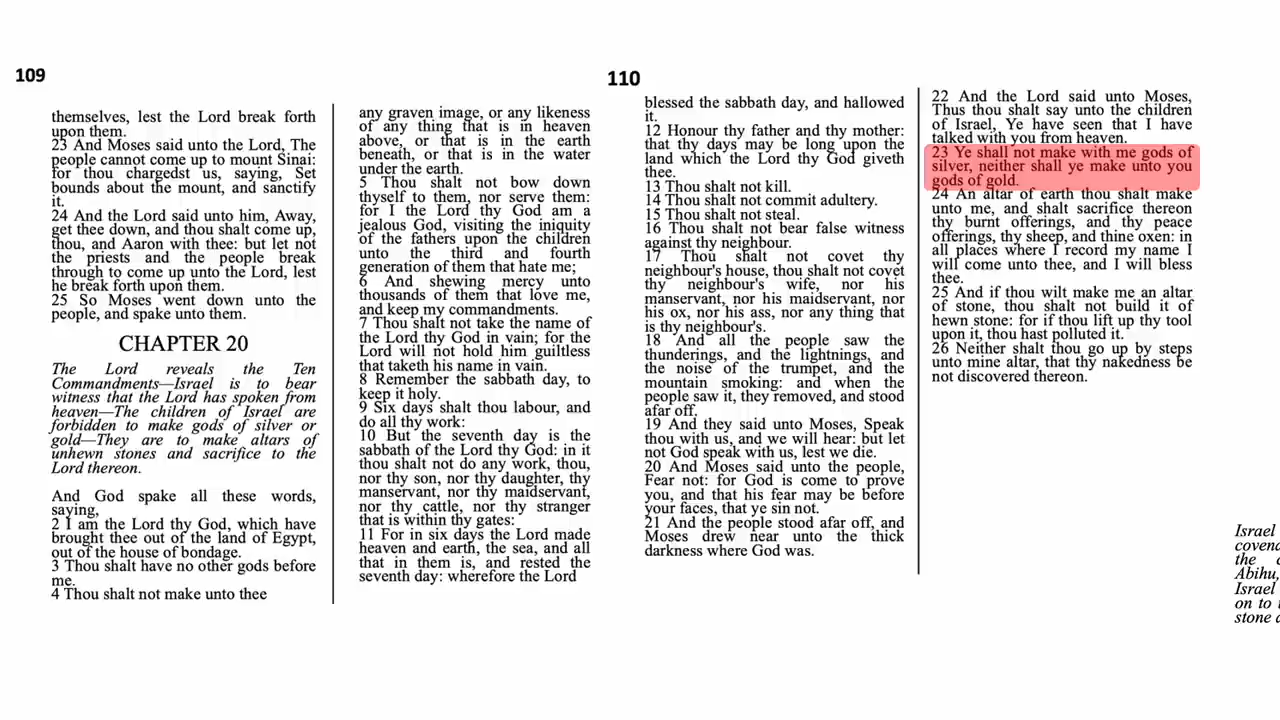 109
themselves, lest the Lord break forth
upon them.
23 And Moses said unto the Lord, The
people cannot come up to mount Sinai:
for thou chargedst us, saying, Set
bounds about the mount, and sanctify
it.
24 And the Lord said unto him, Away,
get thee down, and thou shalt come up,
thou, and Aaron with thee: but let not
the priests and the people break
through to come up unto the Lord, lest
he break forth upon them.
25 So Moses went down unto the
people, and spake unto them.
CHAPTER 20
The Lord reveals the Ten
Commandments—Israel is to bear
witness that the Lord has spoken from
heaven—The children of Israel are
forbidden to make gods of silver or
gold—They are to make altars of
unhewn stones and sacrifice to the
Lord thereon.
And God spake all these words,
saying,
2 I am the Lord thy God, which have
brought thee out of the land of Egypt,
out of the house of bondage.
3 Thou shalt have no other gods before
me.
4 Thou shalt not make unto thee
any graven image, or any likeness
of any thing that is in heaven
above, or that is in the earth
beneath, or that is in the water
under the earth.
5 Thou shalt not bow down
thyself to them, nor serve them:
for I the Lord thy God am a
jealous God, visiting the iniquity
of the fathers upon the children
unto the third and fourth
generation of them that hate me;
6 And shewing mercy unto
thousands of them that love me,
and keep my commandments.
7 Thou shalt not take the name of
the Lord thy God in vain; for the
Lord will not hold him guiltless
that taketh his name in vain.
8 Remember the sabbath day, to
keep it holy.
9 Six days shalt thou labour, and
do all thy work:
10 But the seventh day is the
sabbath of the Lord thy God: in it
thou shalt not do any work, thou,
nor thy son, nor thy daughter, thy
manservant, nor thy maidservant,
nor thy cattle, nor thy stranger
that is within thy gates:
11 For in six days the Lord made
heaven and earth, the sea, and all
that in them is, and rested the
seventh day: wherefore the Lord
110
blessed the sabbath day, and hallowed
it.
12 Honour thy father and thy mother:
that thy days may be long upon the
land which the Lord thy God giveth
thee.
13 Thou shalt not kill.
14 Thou shalt not commit adultery.
15 Thou shalt not steal.
16 Thou shalt not bear false witness
against thy neighbour.
17 Thou shalt not covet thy
neighbour's house, thou shalt not covet
thy neighbour's wife, nor his
manservant, nor his maidservant, nor
his ox, nor his ass, nor any thing that
is thy neighbour's.
18 And all the people saw the
thunderings, and the lightnings, and
the noise of the trumpet, and the
mountain smoking: and when the
people saw it, they removed, and stood
afar off.
19 And they said unto Moses, Speak
thou with us, and we will hear: but let
not God speak with us, lest we die.
20 And Moses said unto the people,
Fear not: for God is come to prove
you, and that his fear may be before
your faces, that ye sin not.
21 And the people stood afar off, and
Moses drew near unto the thick
darkness where God was.
22 And the Lord said unto Moses,
Thus thou shalt say unto the children
of Israel, Ye have seen that I have
talked with you from heaven.
23 Ye shall not make with me gods of
silver, neither shall ye make unto you
gods of gold.
24 An altar of earth thou shalt make
unto me, and shalt sacrifice thereon
thy burnt offerings, and thy peace
offerings, thy sheep, and thine oxen: in
all places where I record my name I
will come unto thee, and I will bless
thee.
25 And if thou wilt make me an altar
of stone, thou shalt not build it of
hewn stone: for if thou lift up thy tool
upon it, thou hast polluted it.
26 Neither shalt thou go up by steps
unto mine altar, that thy nakedness be
not discovered thereon.
Israel
the
Abihu,
Israel
on to
stone